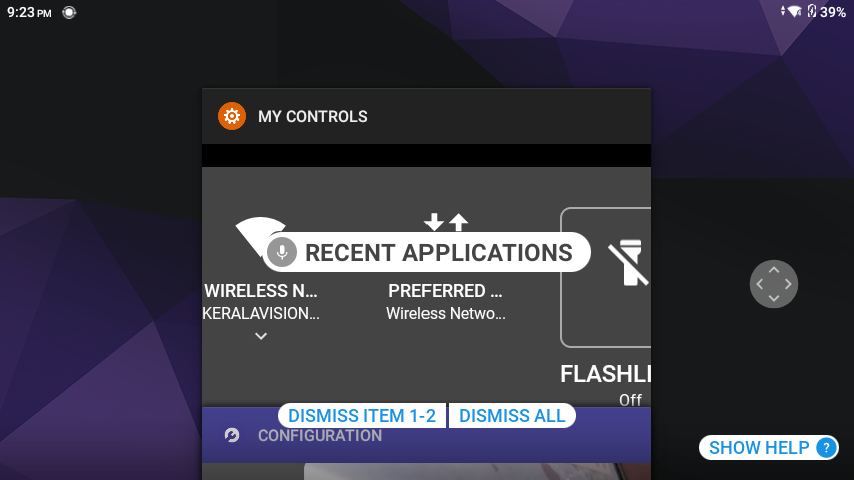 9:23 PM
39%
MY CONTROLS
RECENT APPLICATIONS
WIRELESS N...
PREFERRED ...
KERALAVISION...
Wireless Netwo...
FLASHLI
Off
DISMISS ITEM 1-2
DISMISS ALL
CONFIGURATION
SHOW HELP ?